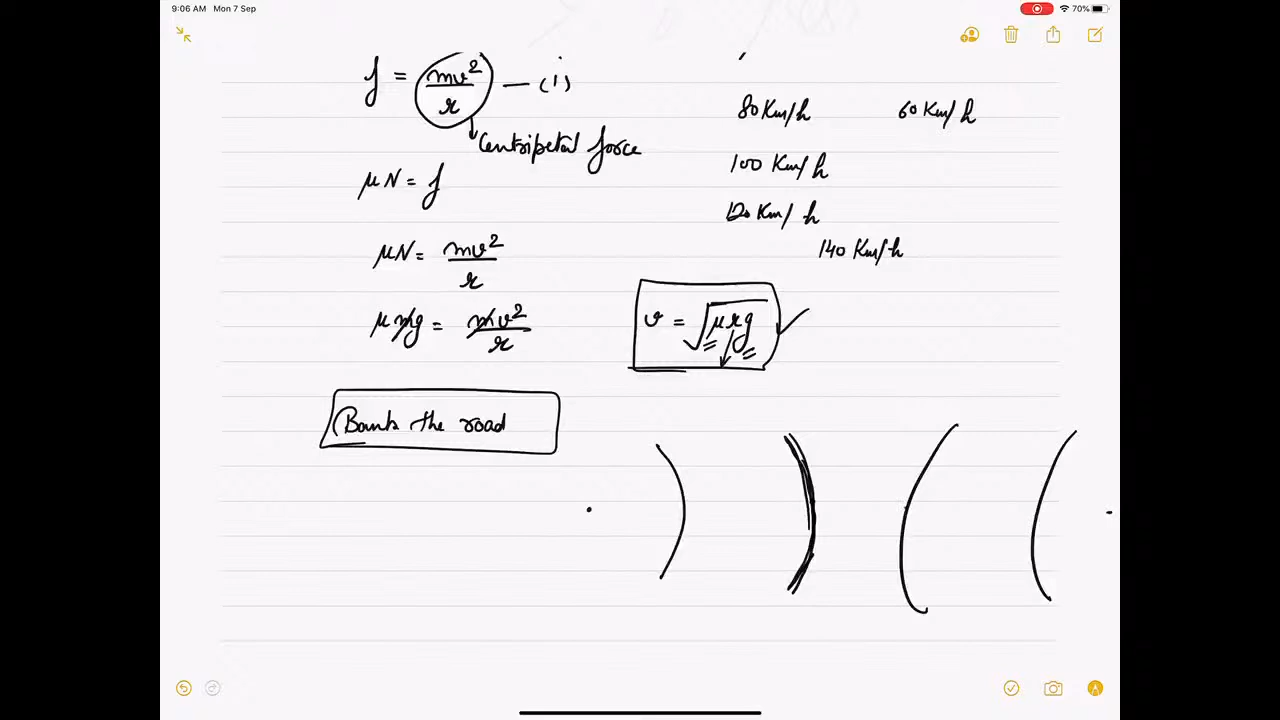 9:06 AM Mon 7 Sep
70%
f = mv²/r — (i)
Centripetal force
μN = f
μN = mv²/r
μmg = mv²/r
80 Km/h 60 Km/h
100 Km/h
120 Km/h
140 Km/h
v = √μrg
Bank the road